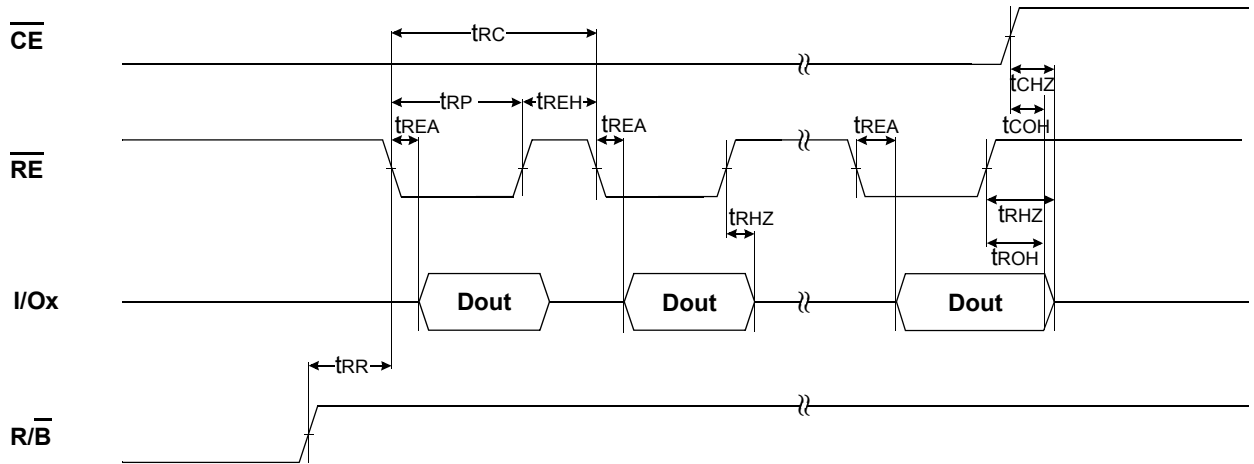 CE
tRC
tCHZ
tRP
tREH
tCOH
tREA
tREA
tREA
RE
tRHZ
tRHZ
tROH
I/Ox
Dout
Dout
Dout
tRR
R/B